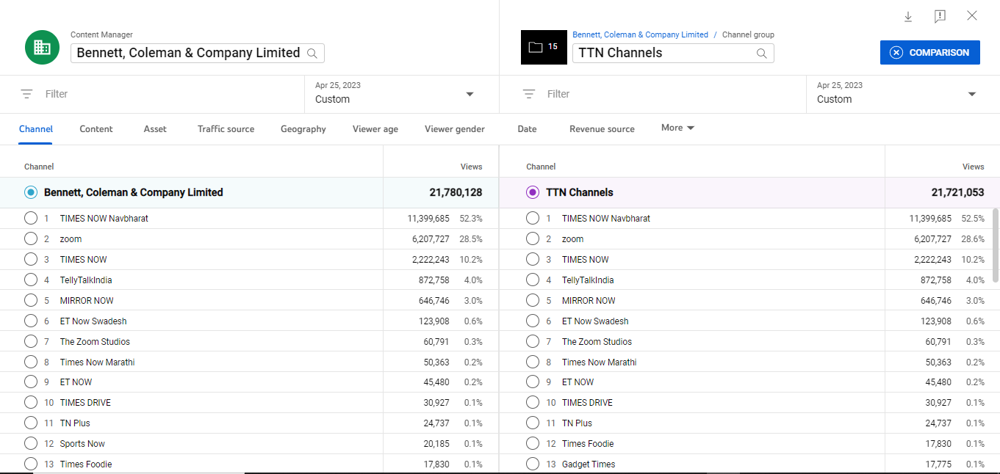 Content Manager
Bennett, Coleman & Company Limited
15
Bennett, Coleman & Company Limited / Channel group
TTN Channels
COMPARISON
Filter
Apr 25, 2023
Custom
Filter
Apr 25, 2023
Custom
Channel Content Asset Traffic source Geography Viewer age Viewer gender Date Revenue source More
Channel Views
Bennett, Coleman & Company Limited 21,780,128
1 TIMES NOW Navbharat 11,399,685 52.3%
2 zoom 6,207,727 28.5%
3 TIMES NOW 2,222,243 10.2%
4 TellyTalkIndia 872,758 4.0%
5 MIRROR NOW 646,746 3.0%
6 ET Now Swadesh 123,908 0.6%
7 The Zoom Studios 60,791 0.3%
8 Times Now Marathi 50,363 0.2%
9 ET NOW 45,480 0.2%
10 TIMES DRIVE 30,927 0.1%
11 TN Plus 24,737 0.1%
12 Sports Now 20,185 0.1%
13 Times Foodie 17,830 0.1%
Channel Views
TTN Channels 21,721,053
1 TIMES NOW Navbharat 11,399,685 52.5%
2 zoom 6,207,727 28.6%
3 TIMES NOW 2,222,243 10.2%
4 TellyTalkIndia 872,758 4.0%
5 MIRROR NOW 646,746 3.0%
6 ET Now Swadesh 123,908 0.6%
7 The Zoom Studios 60,791 0.3%
8 Times Now Marathi 50,363 0.2%
9 ET NOW 45,480 0.2%
10 TIMES DRIVE 30,927 0.1%
11 TN Plus 24,737 0.1%
12 Times Foodie 17,830 0.1%
13 Gadget Times 17,775 0.1%